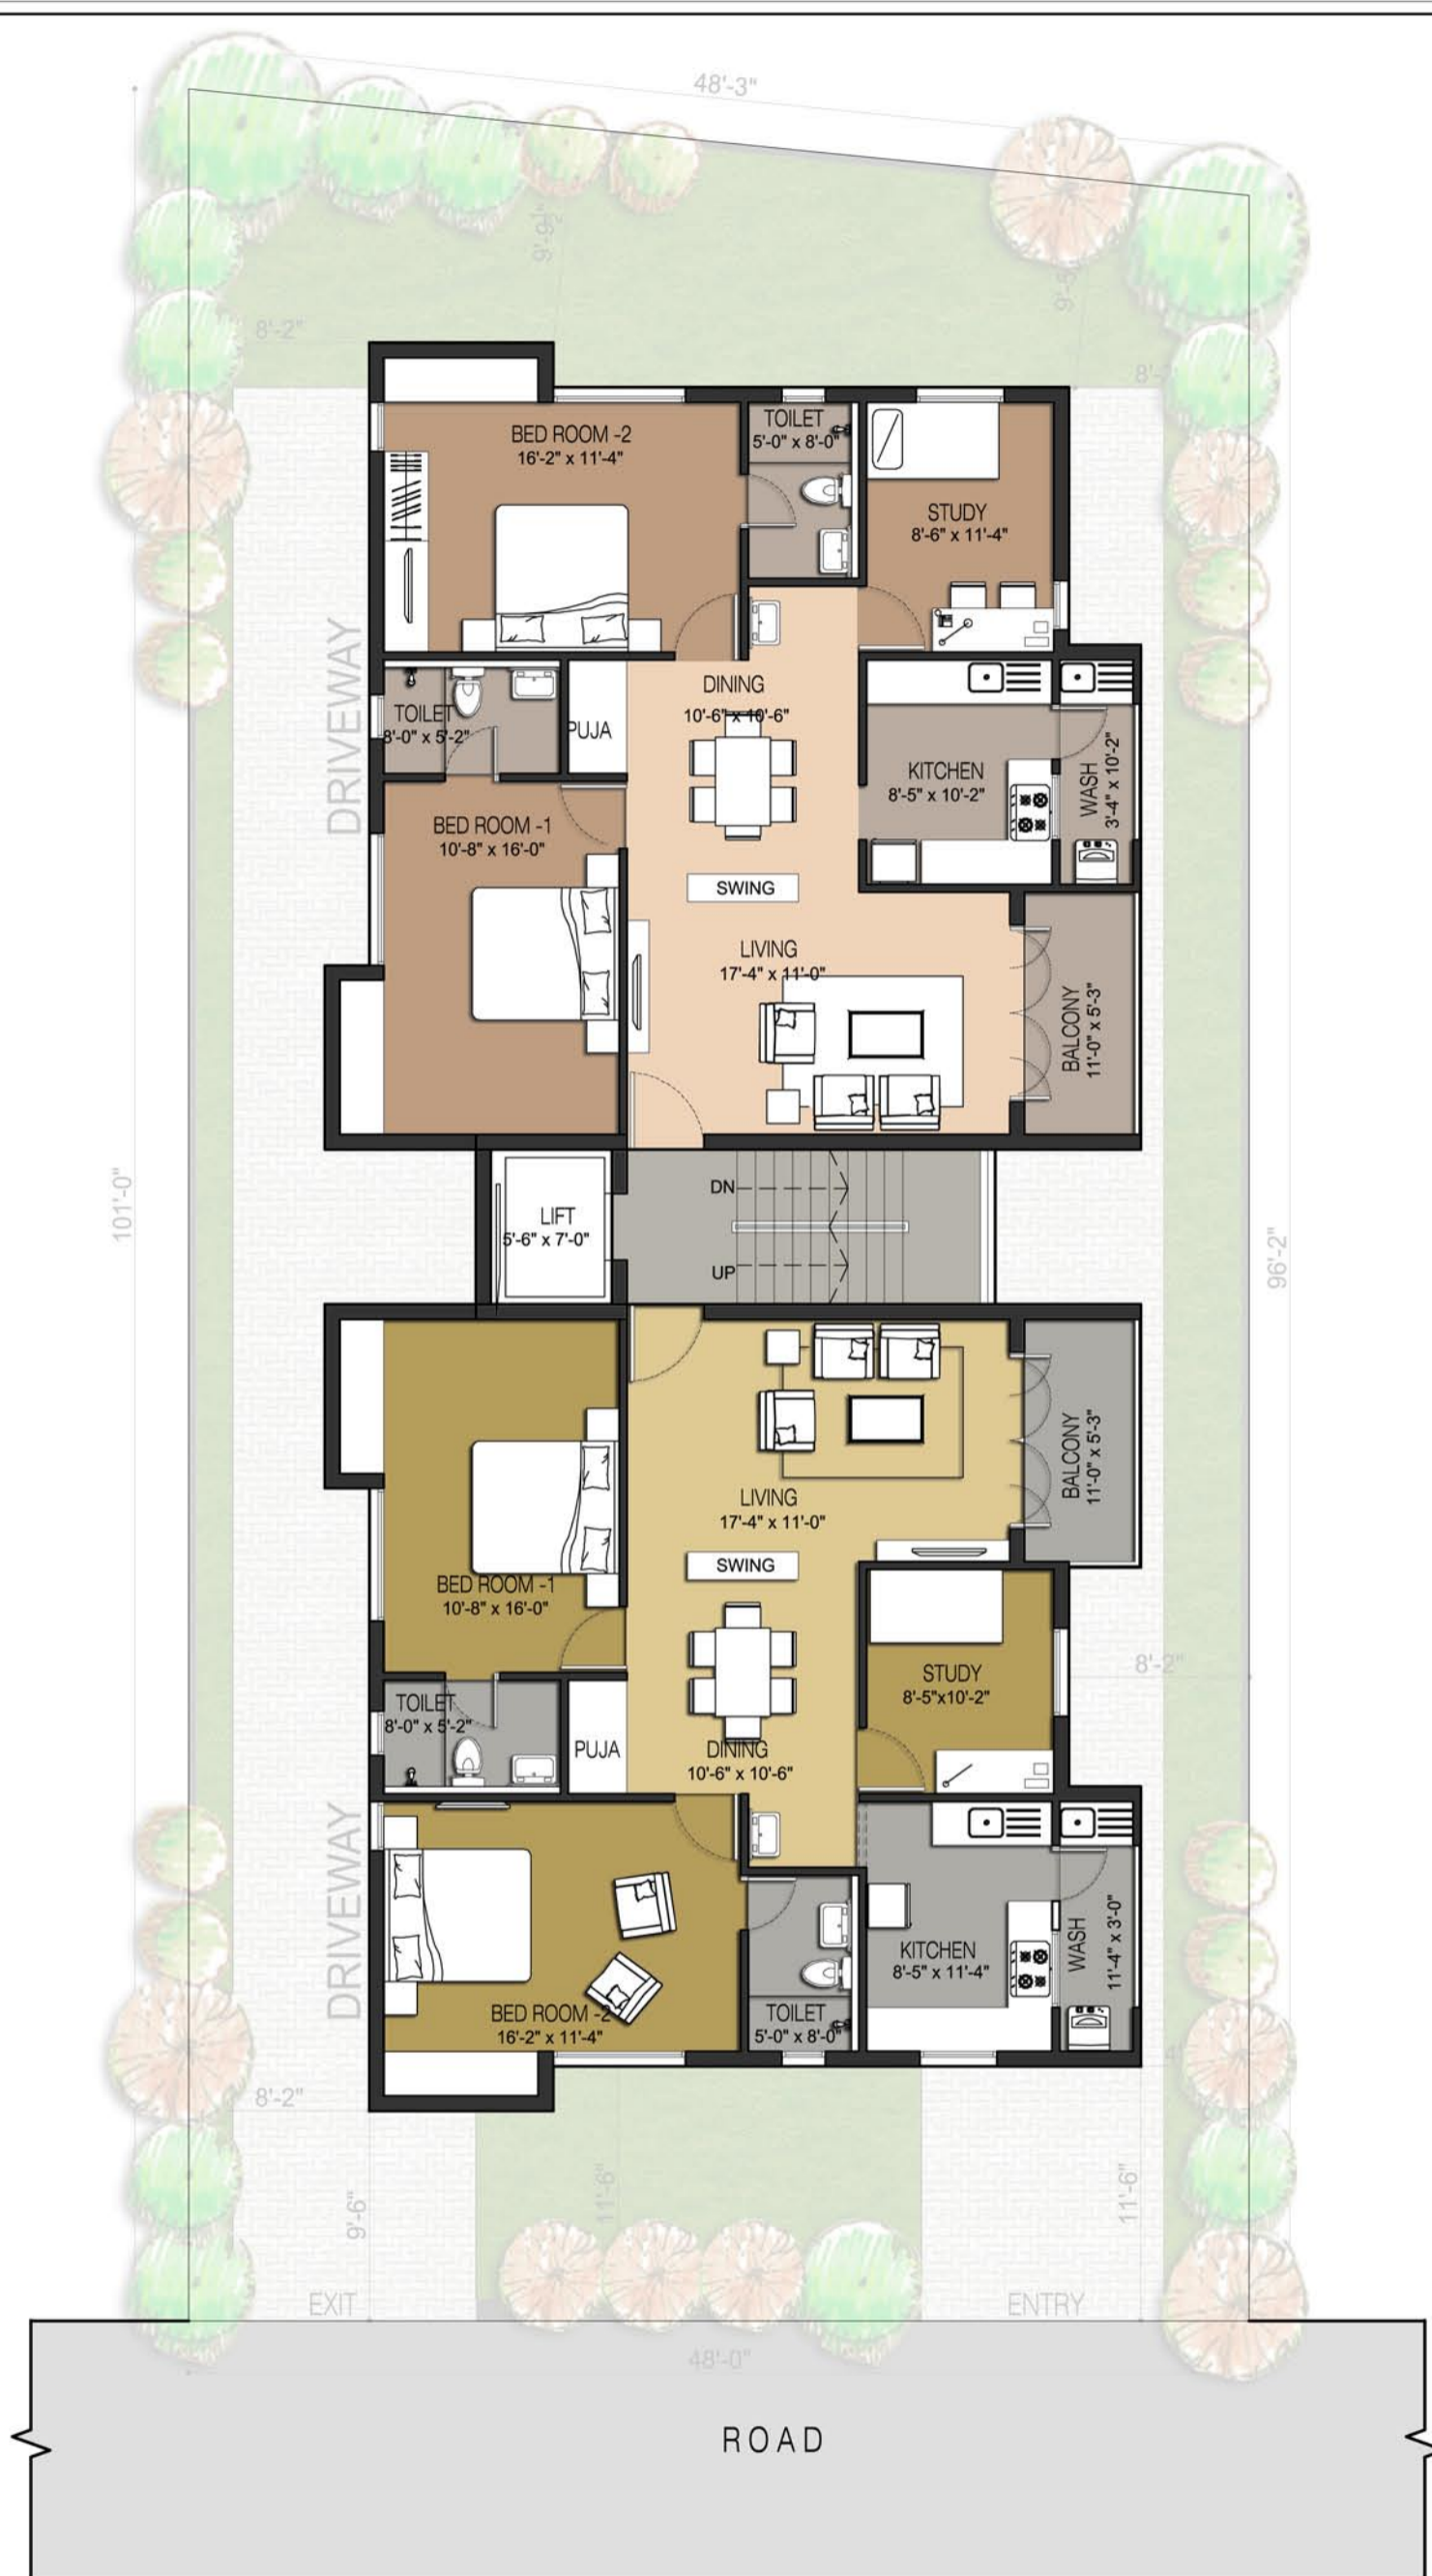 48'-3"
8'-2"
BED ROOM -2
16'-2" x 11'-4"
TOILET
5'-0" x 8'-0"
STUDY
8'-6" x 11'-4"
DRIVEWAY
TOILET
8'-0" x 5'-2"
PUJA
DINING
10'-6" x 10'-6"
KITCHEN
8'-5" x 10'-2"
WASH
3'-4" x 10'-2"
BED ROOM -1
10'-8" x 16'-0"
SWING
LIVING
17'-4" x 11'-0"
BALCONY
11'-0" x 5'-3"
101'-0"
LIFT
5'-6" x 7'-0"
DN
UP
96'-2"
LIVING
17'-4" x 11'-0"
BALCONY
11'-0" x 5'-3"
SWING
BED ROOM -1
10'-8" x 16'-0"
STUDY
8'-5"x10'-2"
8'-2"
TOILET
8'-0" x 5'-2"
PUJA
DINING
10'-6" x 10'-6"
DRIVEWAY
KITCHEN
8'-5" x 11'-4"
WASH
11'-4" x 3'-0"
BED ROOM -2
16'-2" x 11'-4"
TOILET
5'-0" x 8'-0"
8'-2"
9'-6"
11'-6"
11'-6"
EXIT
ENTRY
48'-0"
ROAD